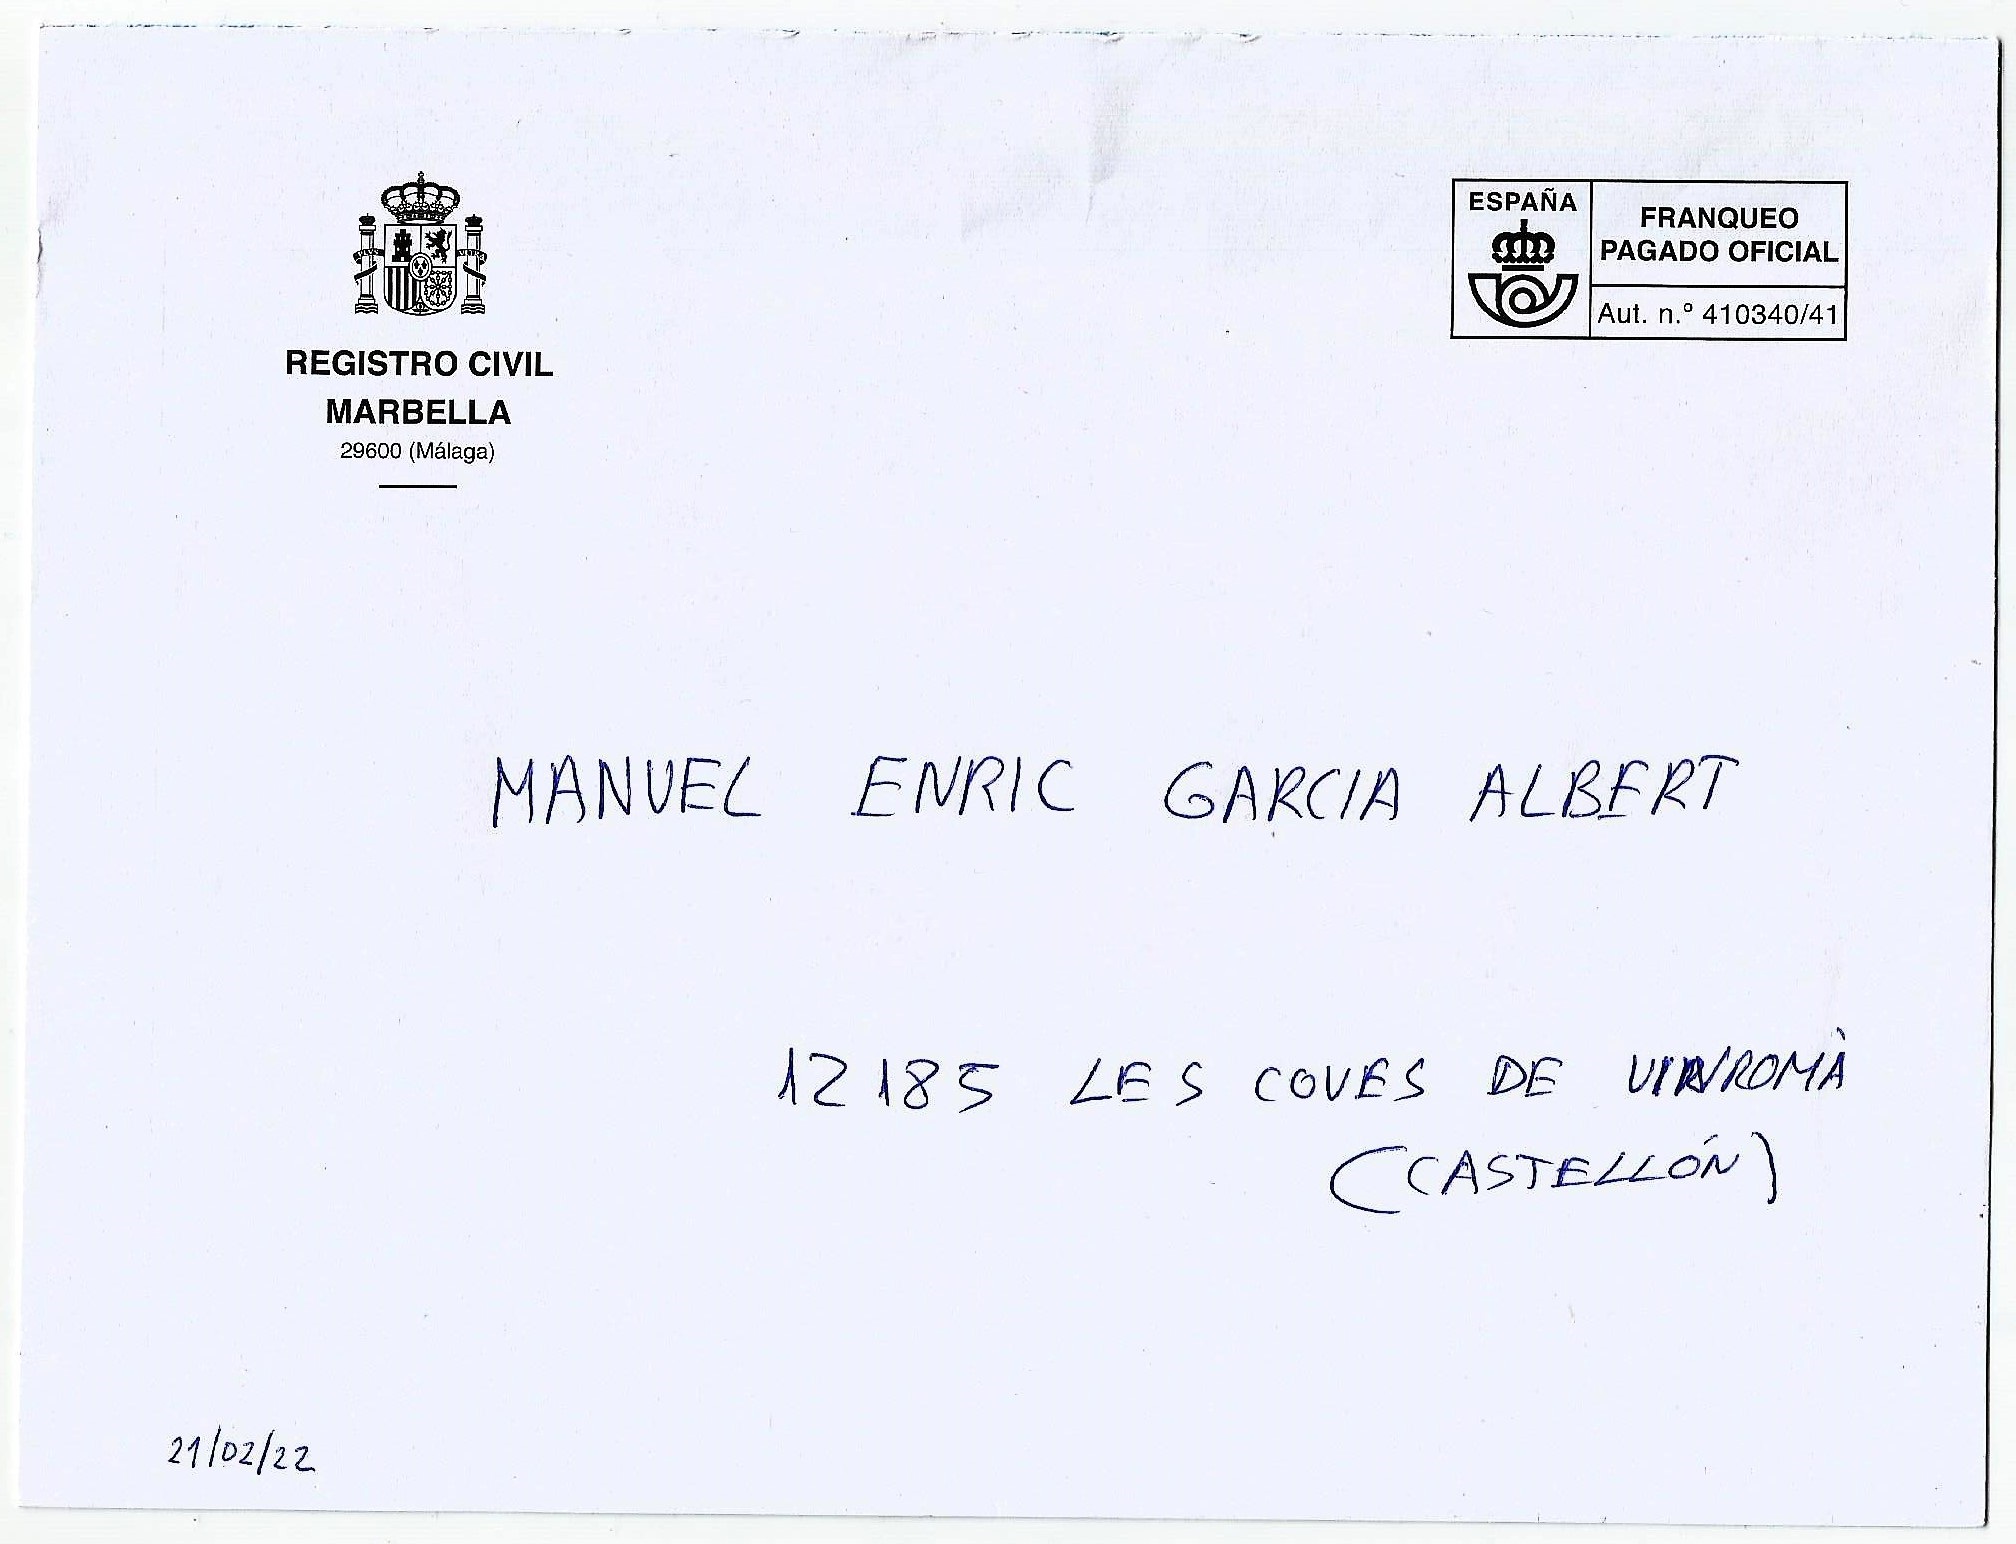 REGISTRO CIVIL
MARBELLA
29600 (Málaga)
ESPAÑA
FRANQUEO
PAGADO OFICIAL
Aut. n.º 410340/41
MANUEL ENRIC GARCIA ALBERT
12185 LES COVES DE VINROMÀ
(CASTELLÓN)
21/02/22